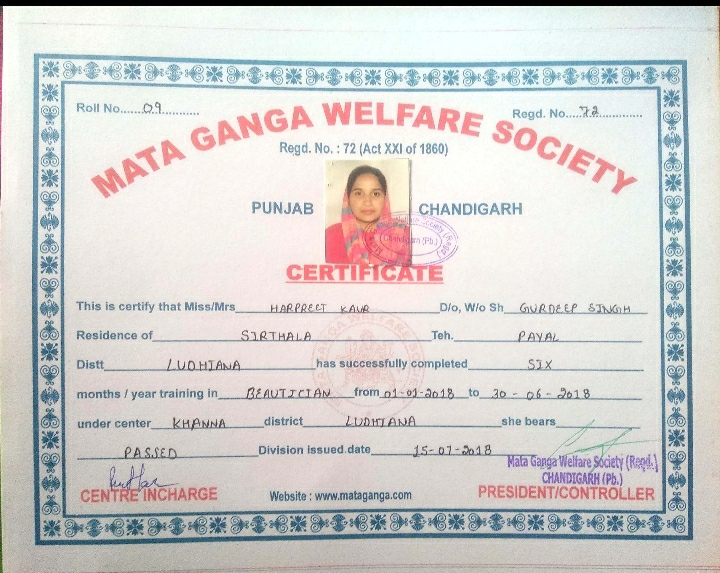 Roll No......09........... Regd. No....72..............
MATA GANGA WELFARE SOCIETY
Regd. No. : 72 (Act XXI of 1860)
PUNJAB CHANDIGARH
Chandigarh (Pb.)
CERTIFICATE
This is certify that Miss/Mrs HARPREET KAUR D/o, W/o Sh GURDEEP SINGH
Residence of SIRTHALA Teh. PAYAL
Distt LUDHIANA has successfully completed SIX
months / year training in BEAUTICIAN from 01-01-2018 to 30-06-2018
under center KHANNA district LUDHIANA she bears
PASSED Division issued.date 15-07-2018
Mata Ganga Welfare Society (Regd.)
CHANDIGARH (Pb.)
CENTRE INCHARGE Website : www.mataganga.com PRESIDENT/CONTROLLER